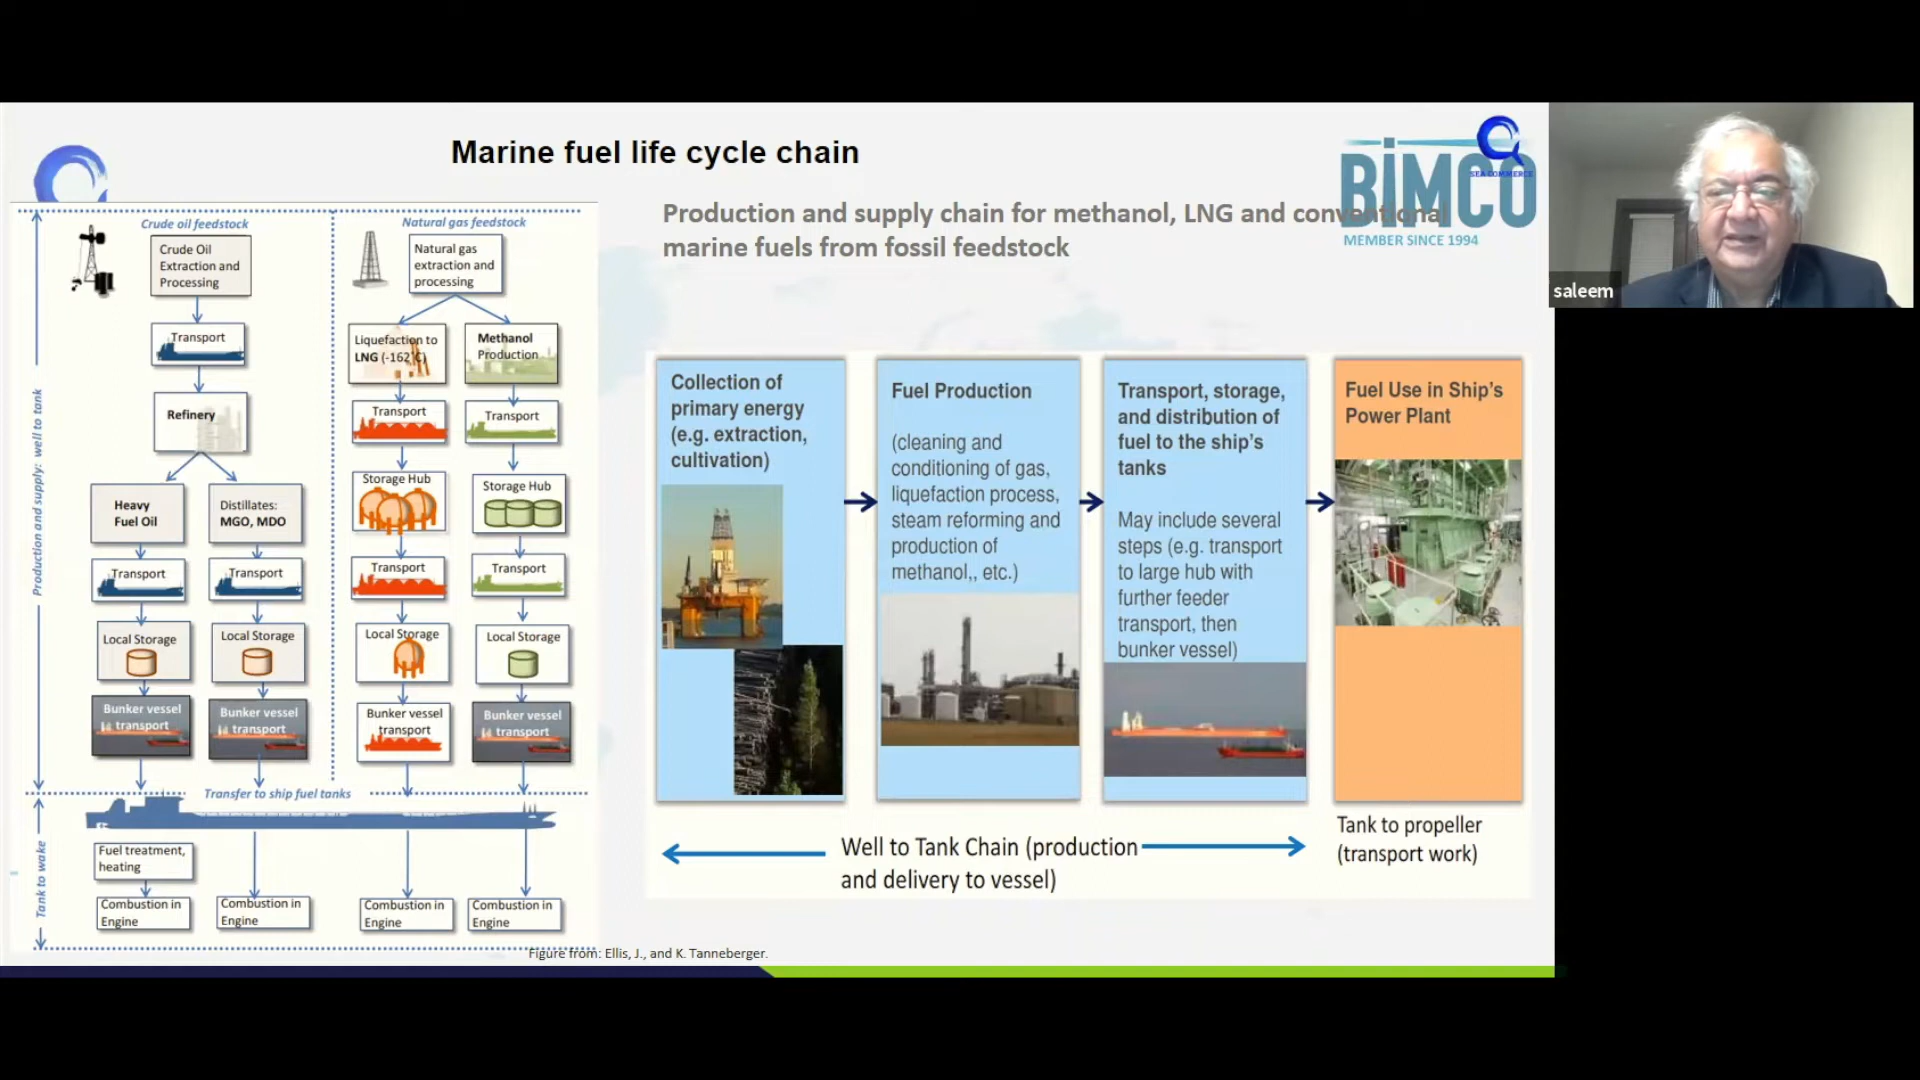 Marine fuel life cycle chain
BİMCO
SEA COMMERCE
MEMBER SINCE 1994
Production and supply chain for methanol, LNG and conventional
marine fuels from fossil feedstock
saleem
Production and supply: well to tank
Crude oil feedstock
Crude Oil
Extraction and
Processing
Transport
Refinery
Heavy
Fuel Oil
Distillates:
MGO, MDO
Transport
Transport
Local Storage
Local Storage
Bunker vessel
transport
Bunker vessel
transport
Natural gas feedstock
Natural gas
extraction and
processing
Liquefaction to
LNG (-162°C)
Methanol
Production
Transport
Transport
Storage Hub
Storage Hub
Transport
Transport
Local Storage
Local Storage
Bunker vessel
transport
Bunker vessel
transport
Transfer to ship fuel tanks
Tank to wake
Fuel treatment,
heating
Combustion in
Engine
Combustion in
Engine
Combustion in
Engine
Combustion in
Engine
Collection of
primary energy
(e.g. extraction,
cultivation)
Fuel Production
(cleaning and
conditioning of gas,
liquefaction process,
steam reforming and
production of
methanol,, etc.)
Transport, storage,
and distribution of
fuel to the ship's
tanks
May include several
steps (e.g. transport
to large hub with
further feeder
transport, then
bunker vessel)
Fuel Use in Ship's
Power Plant
Well to Tank Chain (production
and delivery to vessel)
Tank to propeller
(transport work)
Figure from: Ellis, J., and K. Tanneberger.